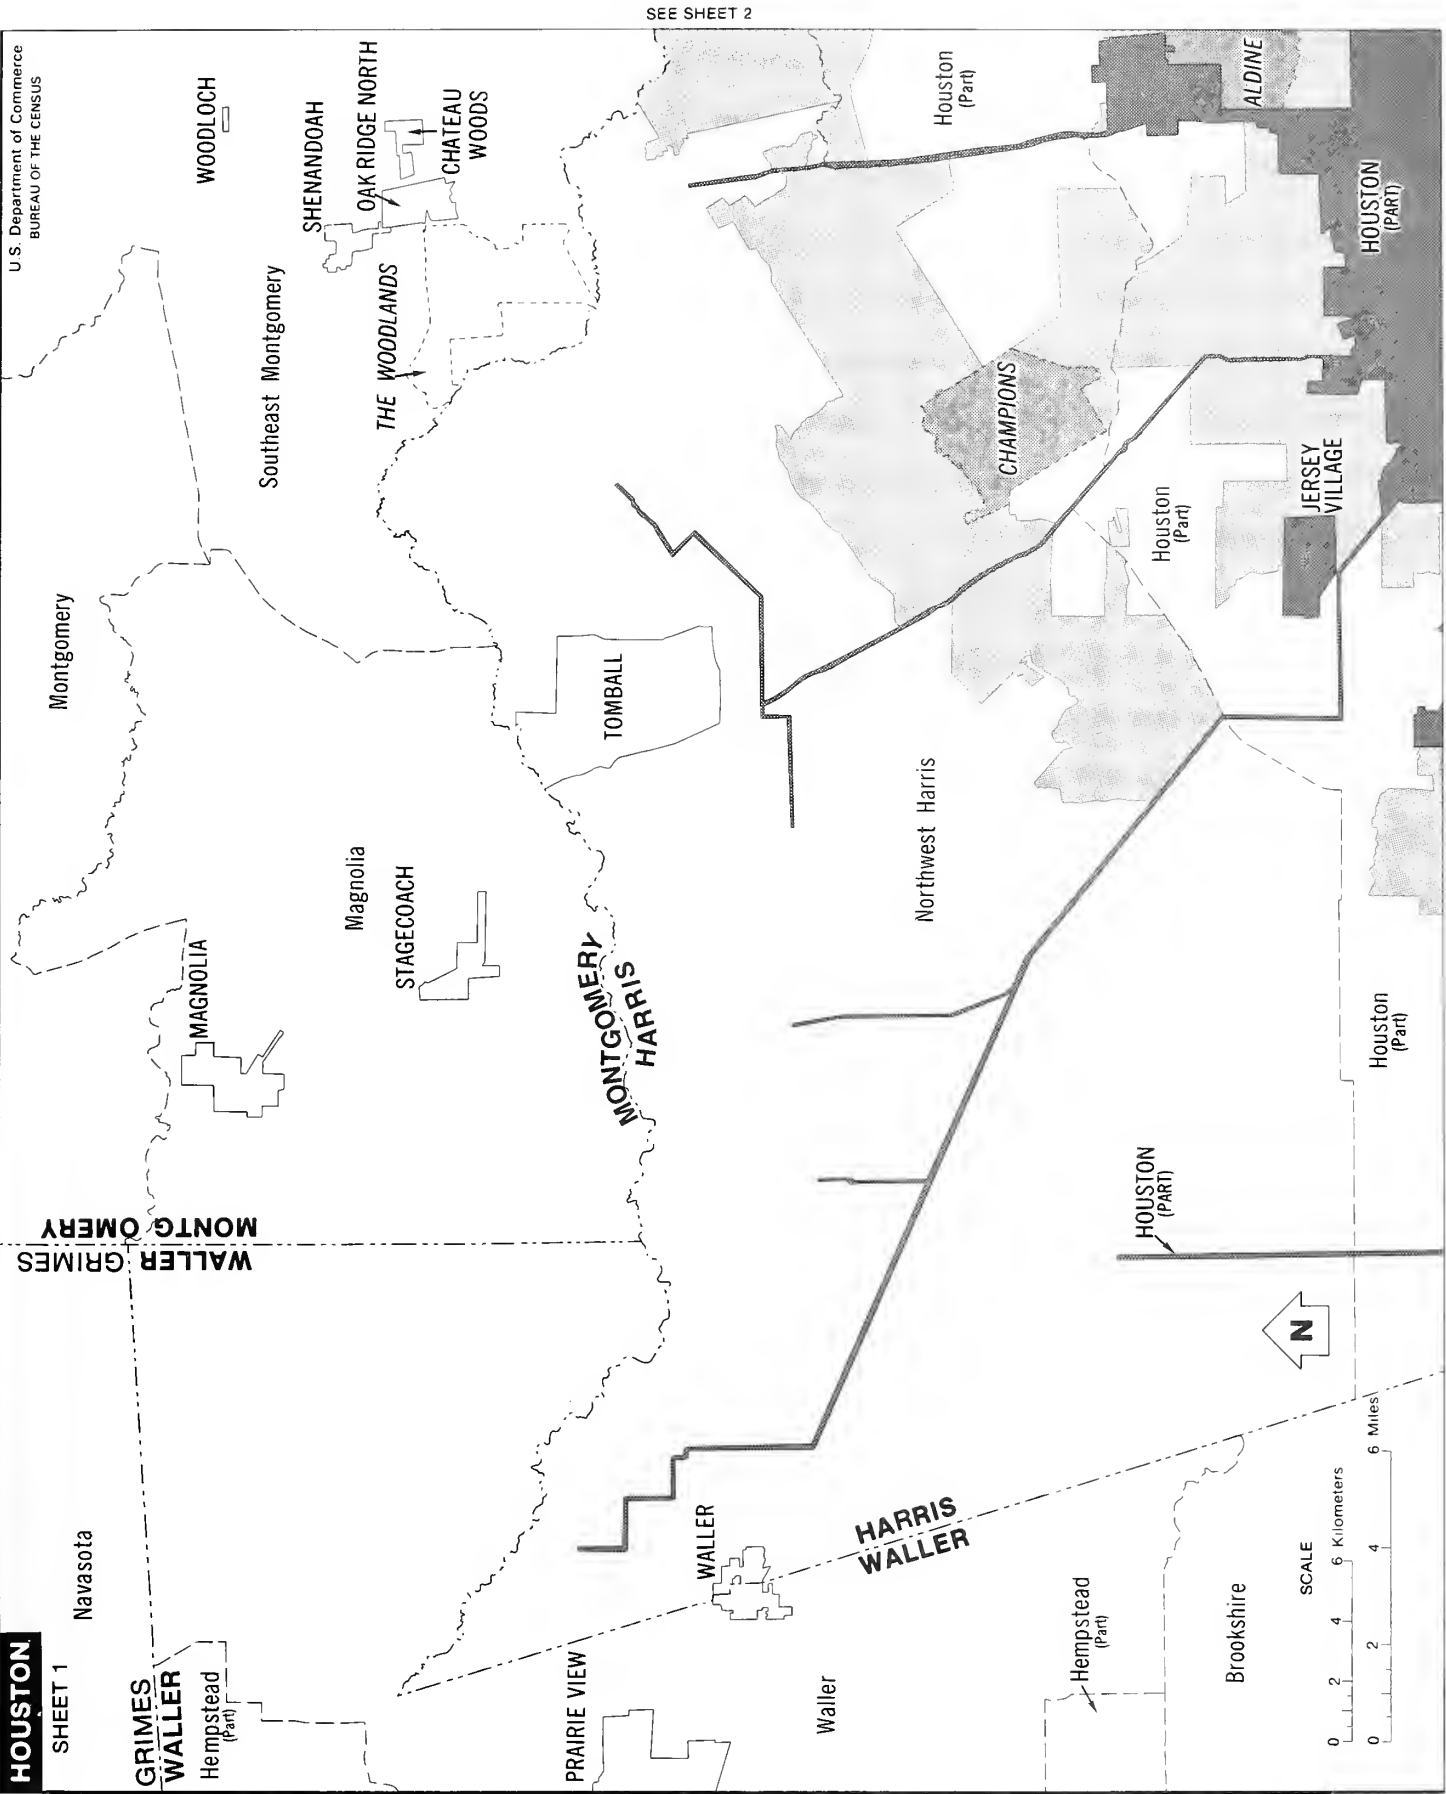 SEE SHEET 2
HOUSTON
SHEET 1
U.S. Department of Commerce
BUREAU OF THE CENSUS
Navasota
GRIMES
WALLER
Hempstead
(Part)
WALLER GRIMES
MONTG OMERY
Montgomery
MAGNOLIA
Magnolia
STAGECOACH
Southeast Montgomery
WOODLOCH
SHENANDOAH
OAK RIDGE NORTH
CHATEAU
WOODS
THE WOODLANDS
MONTGOMERY
HARRIS
TOMBALL
PRAIRIE VIEW
WALLER
Waller
HARRIS
WALLER
Northwest Harris
Houston
(Part)
CHAMPIONS
ALDINE
Houston
(Part)
JERSEY
VILLAGE
HOUSTON
(PART)
HOUSTON
(PART)
Houston
(Part)
Hempstead
(Part)
Brookshire
N
SCALE
0 2 4 6 Kilometers
0 2 4 6 Miles